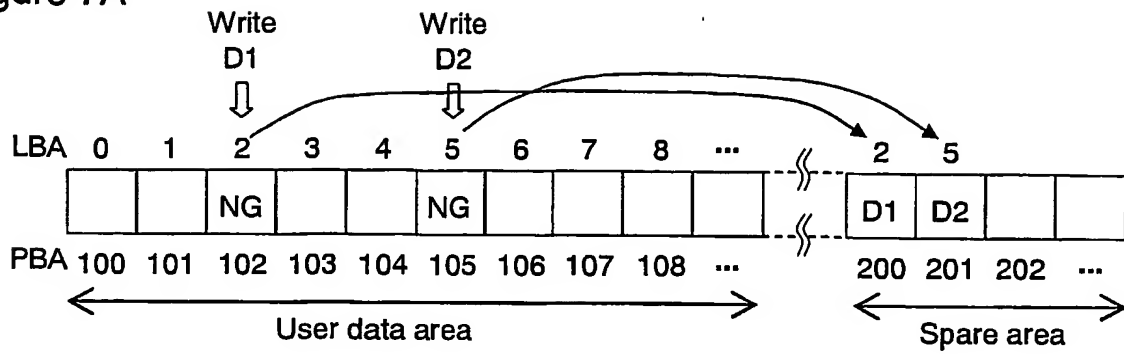 Figure 7A
Write Write
D1 D2
LBA 0 1 2 3 4 5 6 7 8 ... 2 5
NG NG D1 D2
PBA 100 101 102 103 104 105 106 107 108 ... 200 201 202 ...
User data area Spare area